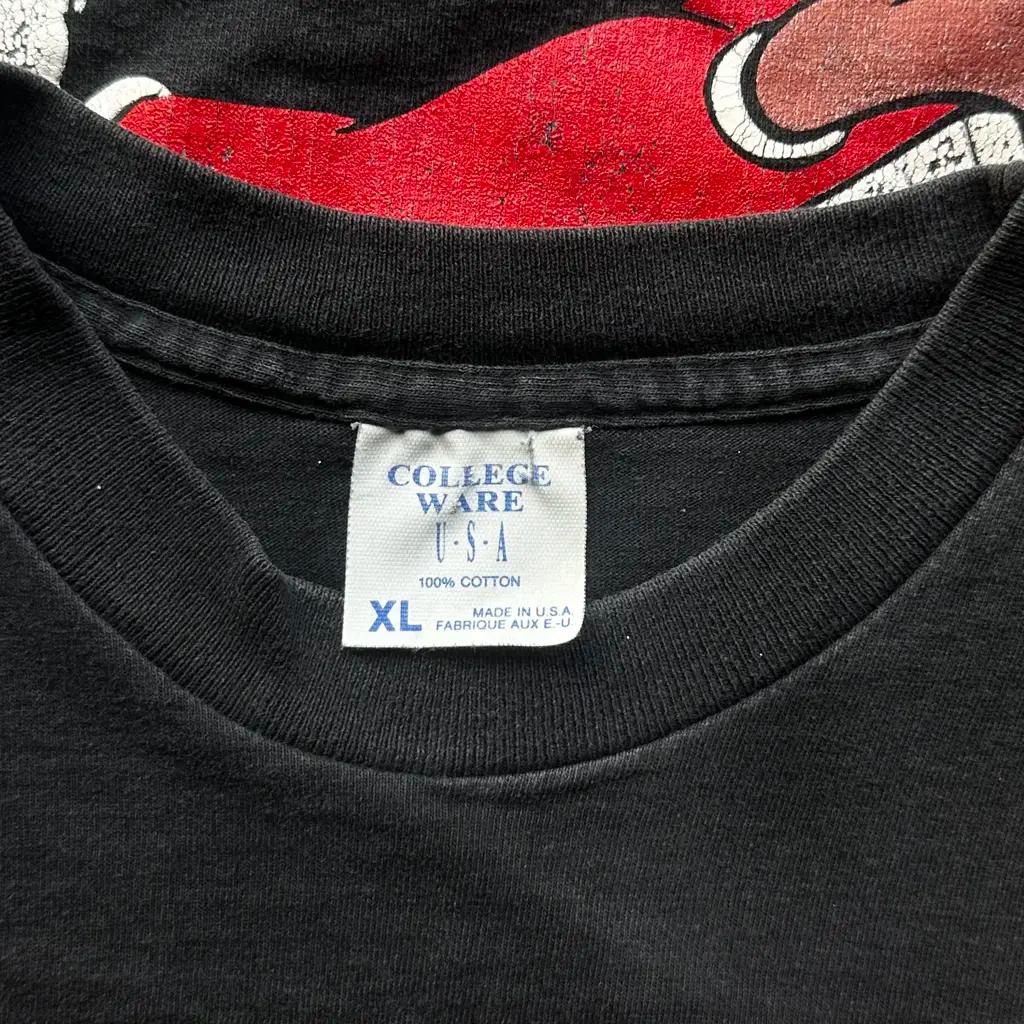 COLLEGE
WARE
U·S·A
100% COTTON
XL
MADE IN U.S.A.
FABRIQUE AUX E.-U.